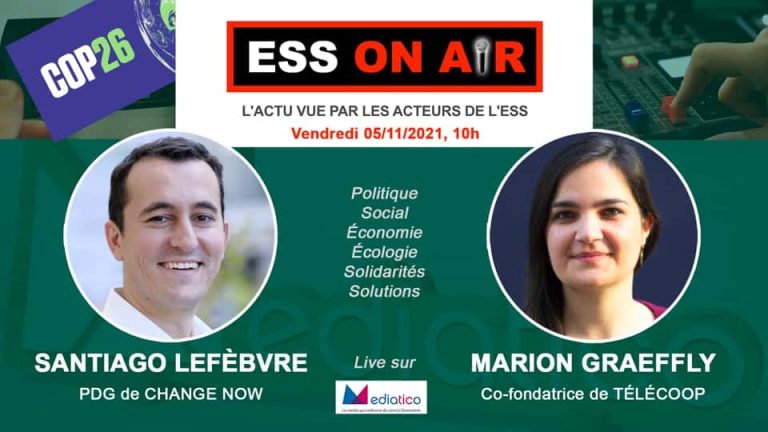 COP26
ESS ON AIR
L'ACTU VUE PAR LES ACTEURS DE L'ESS
Vendredi 05/11/2021, 10h
Politique
Social
Économie
Écologie
Solidarités
Solutions
SANTIAGO LEFÈBVRE
PDG de CHANGE NOW
Live sur
Mediatico
MARION GRAEFFLY
Co-fondatrice de TÉLÉCOOP